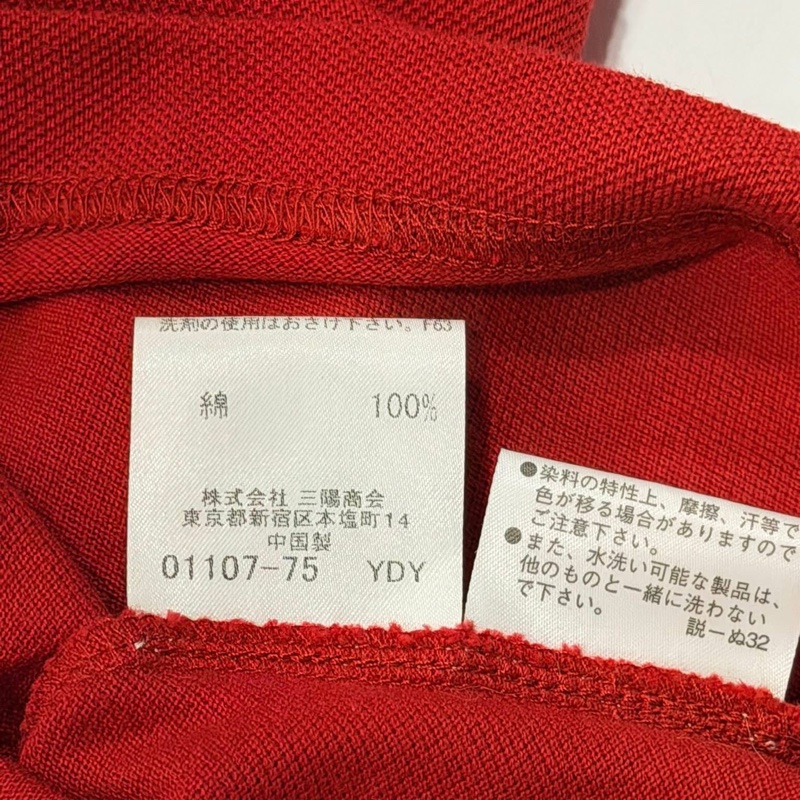 洗剤の使用はおさけ下さい。F63
綿 100%
株式会社 三陽商会
東京都新宿区本塩町14
中国製
01107-75 YDY
●染料の特性上、摩擦、汗等で
色が移る場合がありますので
ご注意下さい。
●また、水洗い可能な製品は、
他のものと一緒に洗わない
で下さい。
説ーぬ32